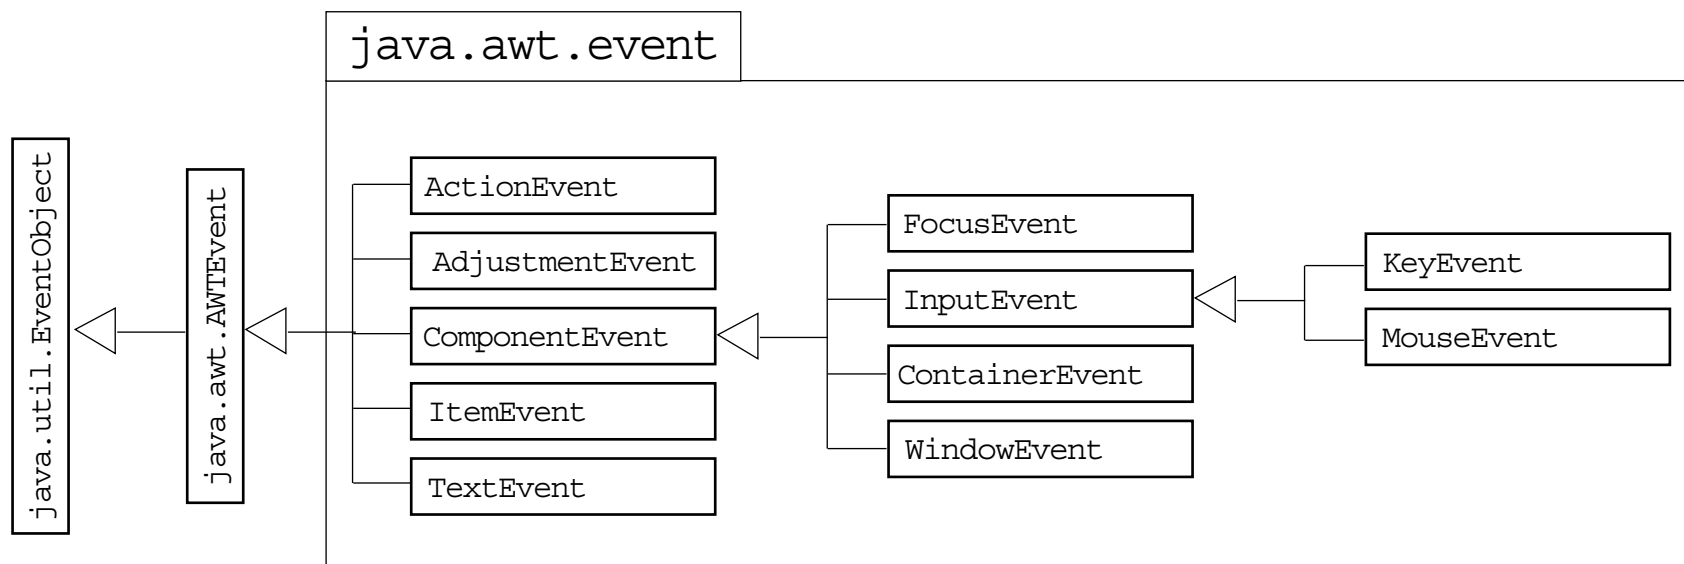 java.awt.event
java.util.EventObject
java.awt.AWTEvent
ActionEvent
AdjustmentEvent
ComponentEvent
ItemEvent
TextEvent
FocusEvent
InputEvent
ContainerEvent
WindowEvent
KeyEvent
MouseEvent